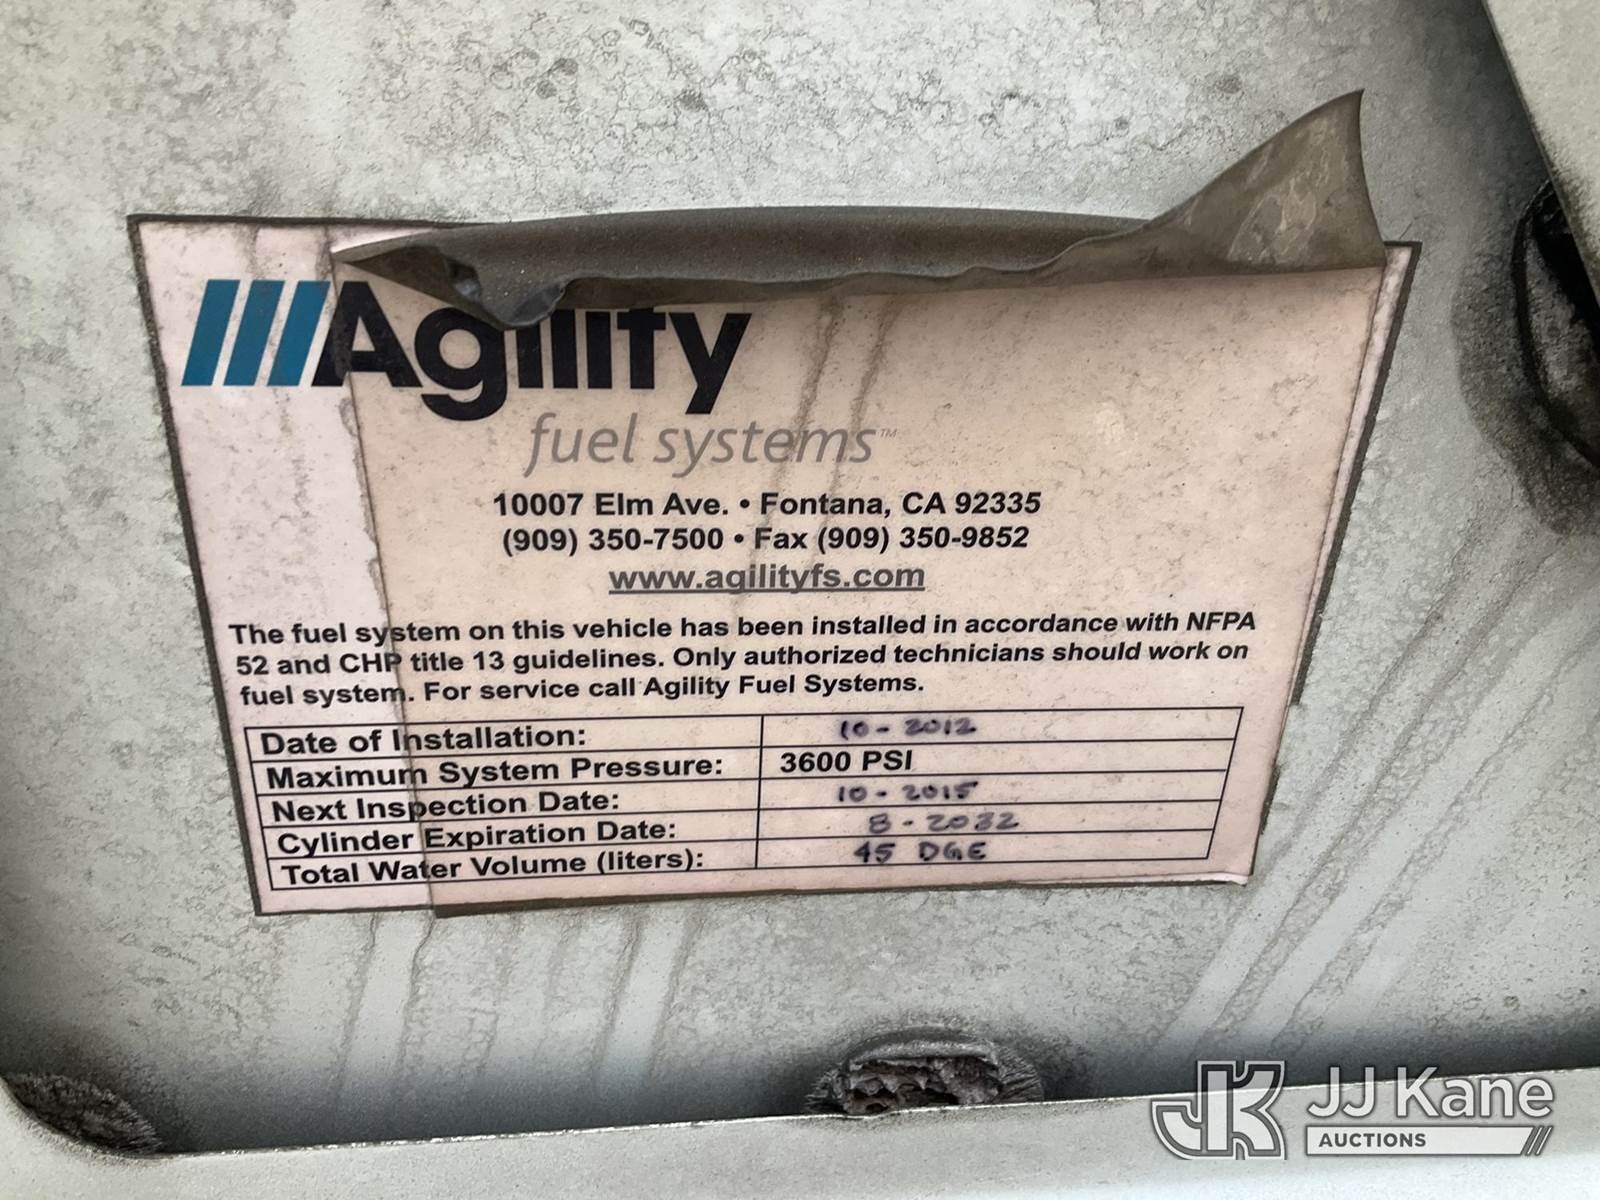 Agility
fuel systems™
10007 Elm Ave. • Fontana, CA 92335
(909) 350-7500 • Fax (909) 350-9852
www.agilityfs.com
The fuel system on this vehicle has been installed in accordance with NFPA
52 and CHP title 13 guidelines. Only authorized technicians should work on
fuel system. For service call Agility Fuel Systems.
Date of Installation: 10-2012
Maximum System Pressure: 3600 PSI
Next Inspection Date: 10-2015
Cylinder Expiration Date: 8-2032
Total Water Volume (liters): 45 DGE
JK JJ Kane
AUCTIONS